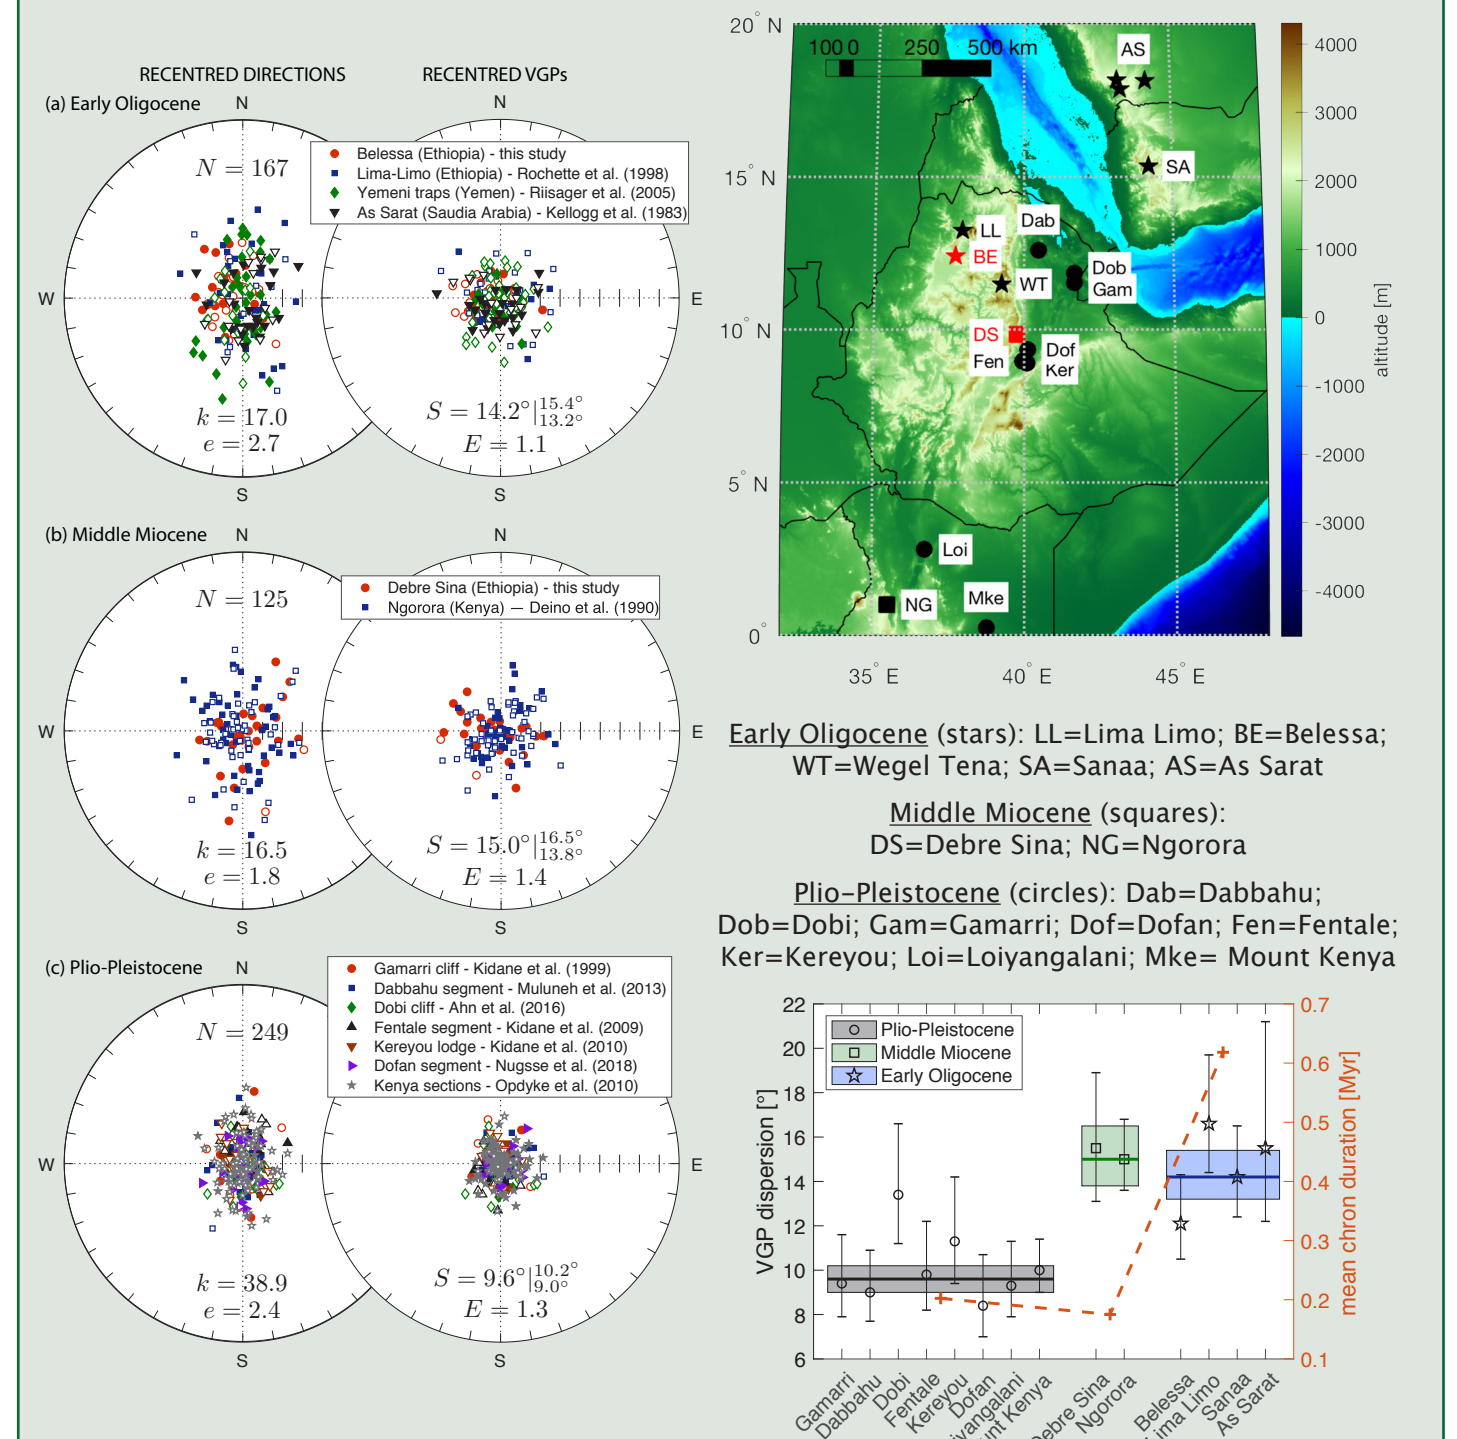 RECENTRED DIRECTIONS
RECENTRED VGPs
(a) Early Oligocene
N
N
N = 167
Belessa (Ethiopia) - this study
Lima-Limo (Ethiopia) - Rochette et al. (1998)
Yemeni traps (Yemen) - Riisager et al. (2005)
As Sarat (Saudia Arabia) - Kellogg et al. (1983)
W
E
k = 17.0
e = 2.7
S = 14.2°|15.4° 13.2°
E = 1.1
S
S
(b) Middle Miocene
N
N
N = 125
Debre Sina (Ethiopia) - this study
Ngorora (Kenya) — Deino et al. (1990)
W
E
k = 16.5
e = 1.8
S = 15.0°|16.5° 13.8°
E = 1.4
S
S
(c) Plio-Pleistocene
N
N = 249
Gamarri cliff - Kidane et al. (1999)
Dabbahu segment - Muluneh et al. (2013)
Dobi cliff - Ahn et al. (2016)
Fentale segment - Kidane et al. (2009)
Kereyou lodge - Kidane et al. (2010)
Dofan segment - Nugsse et al. (2018)
Kenya sections - Opdyke et al. (2010)
W
E
k = 38.9
e = 2.4
S = 9.6°|10.2° 9.0°
E = 1.3
S
S
20° N
15° N
10° N
5° N
0°
35° E
40° E
45° E
100 0 250 500 km
AS
SA
LL
Dab
BE
WT
Dob
Gam
DS
Fen
Dof
Ker
Loi
NG
Mke
4000
3000
2000
1000
0
-1000
-2000
-3000
-4000
altitude [m]
Early Oligocene (stars): LL=Lima Limo; BE=Belessa;
WT=Wegel Tena; SA=Sanaa; AS=As Sarat
Middle Miocene (squares):
DS=Debre Sina; NG=Ngorora
Plio-Pleistocene (circles): Dab=Dabbahu;
Dob=Dobi; Gam=Gamarri; Dof=Dofan; Fen=Fentale;
Ker=Kereyou; Loi=Loiyangalani; Mke= Mount Kenya
Plio-Pleistocene
Middle Miocene
Early Oligocene
VGP dispersion [°]
22
20
18
16
14
12
10
8
6
0.7
0.6
0.5
0.4
0.3
0.2
0.1
mean chron duration [Myr]
Gamarri
Dabbahu
Dobi
Fentale
Kereyou
Dofan
iyangalani
unt Kenya
Debre Sina
Ngorora
Belessa
Lima Limo
Sanaa
As Sarat